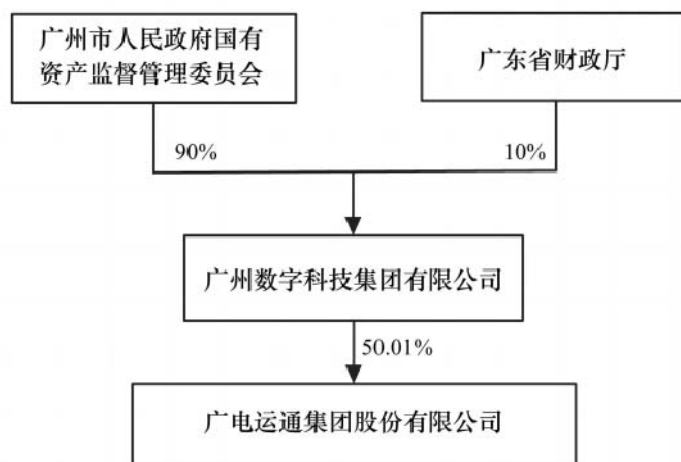 广州市人民政府国有
资产监督管理委员会
广东省财政厅
90%
10%
广州数字科技集团有限公司
50.01%
广电运通集团股份有限公司